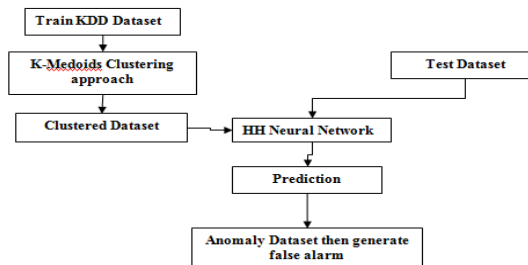 Train KDD Dataset
K-Medoids Clustering
approach
Test Dataset
Clustered Dataset
HH Neural Network
Prediction
Anomaly Dataset then generate
false alarm